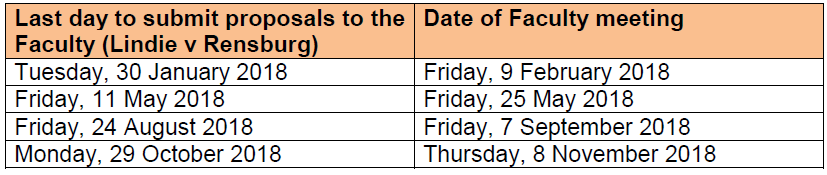 Last day to submit proposals to the
Faculty (Lindie v Rensburg)
Date of Faculty meeting
Tuesday, 30 January 2018
Friday, 9 February 2018
Friday, 11 May 2018
Friday, 25 May 2018
Friday, 24 August 2018
Friday, 7 September 2018
Monday, 29 October 2018
Thursday, 8 November 2018